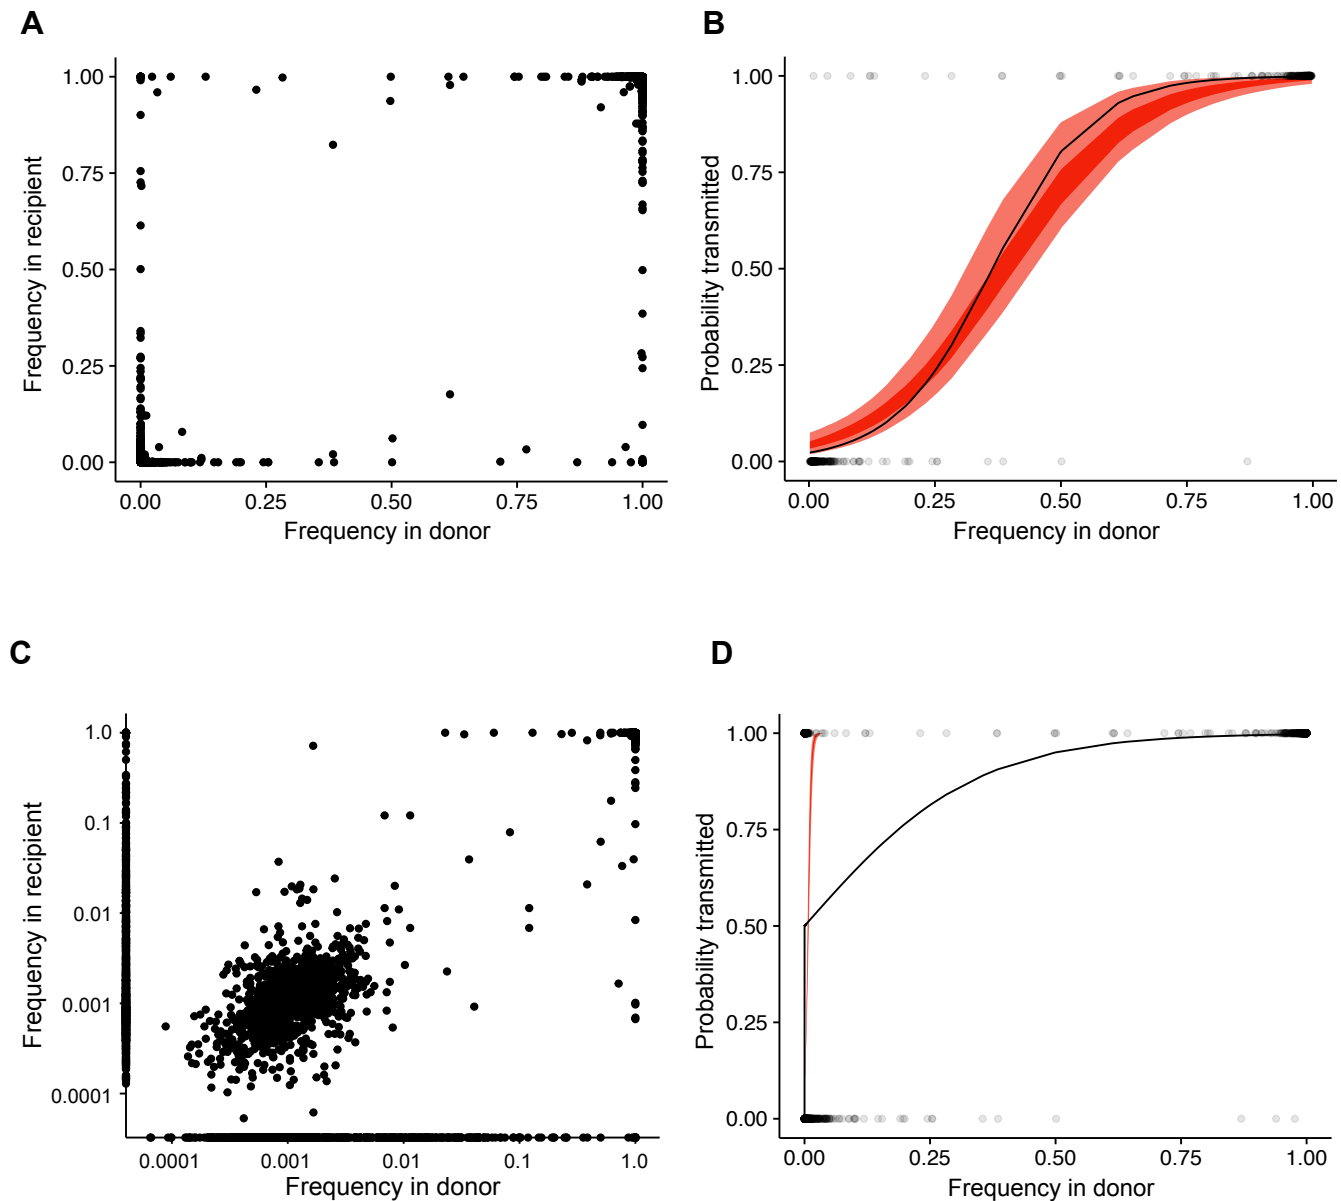 A
B
1.00
0.75
0.50
0.25
0.00
Frequency in recipient
0.00 0.25 0.50 0.75 1.00
Frequency in donor
1.00
0.75
0.50
0.25
0.00
Probability transmitted
0.00 0.25 0.50 0.75 1.00
Frequency in donor
C
D
1.0
0.1
0.01
0.001
0.0001
Frequency in recipient
0.0001 0.001 0.01 0.1 1.0
Frequency in donor
1.00
0.75
0.50
0.25
0.00
Probability transmitted
0.00 0.25 0.50 0.75 1.00
Frequency in donor